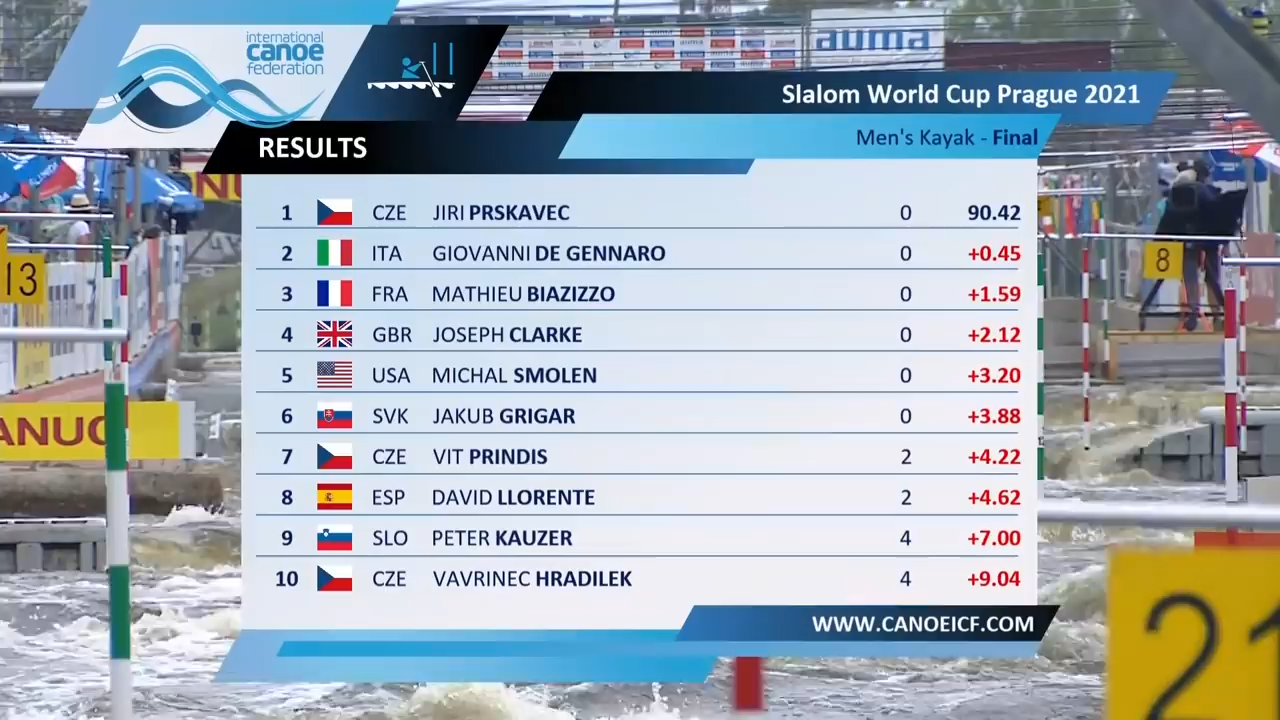 international
canoe
federation
auma
Slalom World Cup Prague 2021
Men's Kayak - Final
RESULTS
1 CZE JIRI PRSKAVEC 0 90.42
2 ITA GIOVANNI DE GENNARO 0 +0.45
3 FRA MATHIEU BIAZIZZO 0 +1.59
4 GBR JOSEPH CLARKE 0 +2.12
5 USA MICHAL SMOLEN 0 +3.20
6 SVK JAKUB GRIGAR 0 +3.88
7 CZE VIT PRINDIS 2 +4.22
8 ESP DAVID LLORENTE 2 +4.62
9 SLO PETER KAUZER 4 +7.00
10 CZE VAVRINEC HRADILEK 4 +9.04
WWW.CANOEICF.COM
13
8
ANUC
21